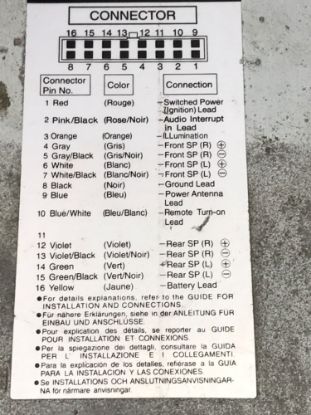 CONNECTOR
16 15 14 13 12 11 10 9
8 7 6 5 4 3 2 1
Connector Pin No. Color Connection
1 Red (Rouge) Switched Power (Ignition) Lead
2 Pink/Black (Rose/Noir) Audio Interrupt in Lead
3 Orange (Orange) Illumination
4 Gray (Gris) Front SP (R) ⊕
5 Gray/Black (Gris/Noir) Front SP (R) ⊖
6 White (Blanc) Front SP (L) ⊕
7 White/Black (Blanc/Noir) Front SP (L) ⊖
8 Black (Noir) Ground Lead
9 Blue (Bleu) Power Antenna Lead
10 Blue/White (Bleu/Blanc) Remote Turn-on Lead
11
12 Violet (Violet) Rear SP (R) ⊕
13 Violet/Black (Violet/Noir) Rear SP (R) ⊖
14 Green (Vert) Rear SP (L) ⊕
15 Green/Black (Vert/Noir) Rear SP (L) ⊖
16 Yellow (Jaune) Battery Lead
●For details explanations, refer to the GUIDE FOR
INSTALLATION AND CONNECTIONS.
●Für nähere Erklärungen, siehe in der ANLEITUNG FUR
EINBAU UND ANSCHLÜSSE.
●Pour explication des détails, se reporter au GUIDE
POUR INSTALLATION ET CONNEXIONS.
●Per la spiegazione dei dettagli, consultare la GUIDA
PER L' INSTALLAZIONE E I COLLEGAMENTI.
●Para la explicación de los detalles, refiérase a la GUIA
PARA LA INSTALACION Y LAS CONEXIONES
●Se INSTALLATIONS OCH ANSLUTNINGSANVISNINGAR-
NA för närmare anvisningar.